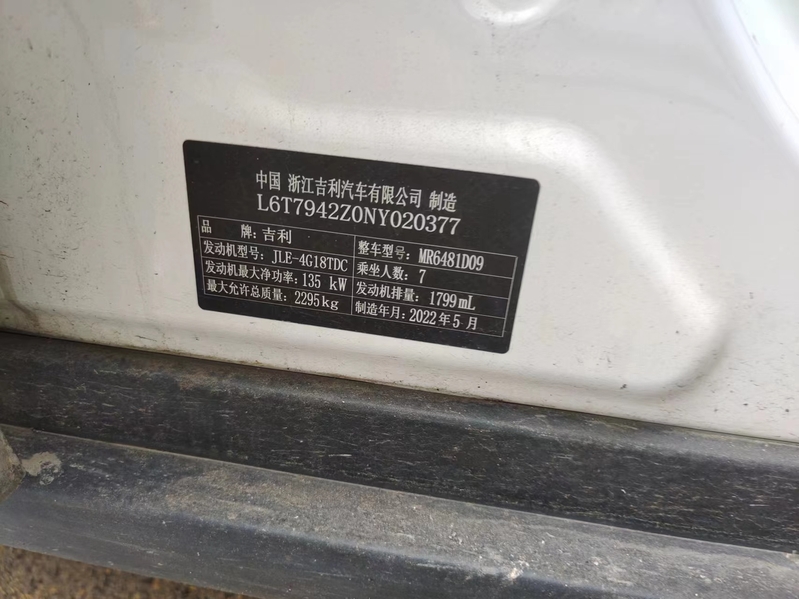 中国 浙江吉利汽车有限公司 制造
L6T7942Z0NY020377
品 牌: 吉利
整车型号: MR6481D09
发动机型号: JLE-4G18TDC
乘坐人数: 7
发动机最大净功率: 135 kW
发动机排量: 1799mL
最大允许总质量: 2295kg
制造年月: 2022年5月